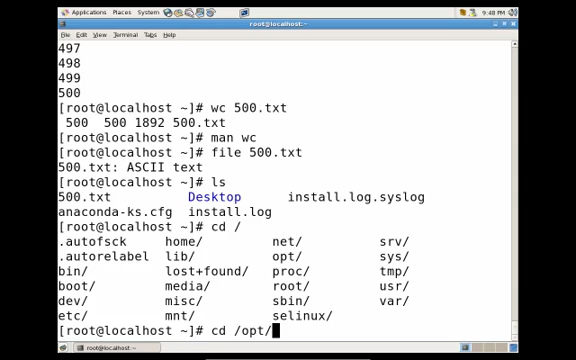 Applications Places System 9:48 PM
root@localhost:~
File Edit View Terminal Tabs Help
497
498
499
500
[root@localhost ~]# wc 500.txt
500 500 1892 500.txt
[root@localhost ~]# man wc
[root@localhost ~]# file 500.txt
500.txt: ASCII text
[root@localhost ~]# ls
500.txt Desktop install.log.syslog
anaconda-ks.cfg install.log
[root@localhost ~]# cd /
.autofsck home/ net/ srv/
.autorelabel lib/ opt/ sys/
bin/ lost+found/ proc/ tmp/
boot/ media/ root/ usr/
dev/ misc/ sbin/ var/
etc/ mnt/ selinux/
[root@localhost ~]# cd /opt/
root@localhost:~